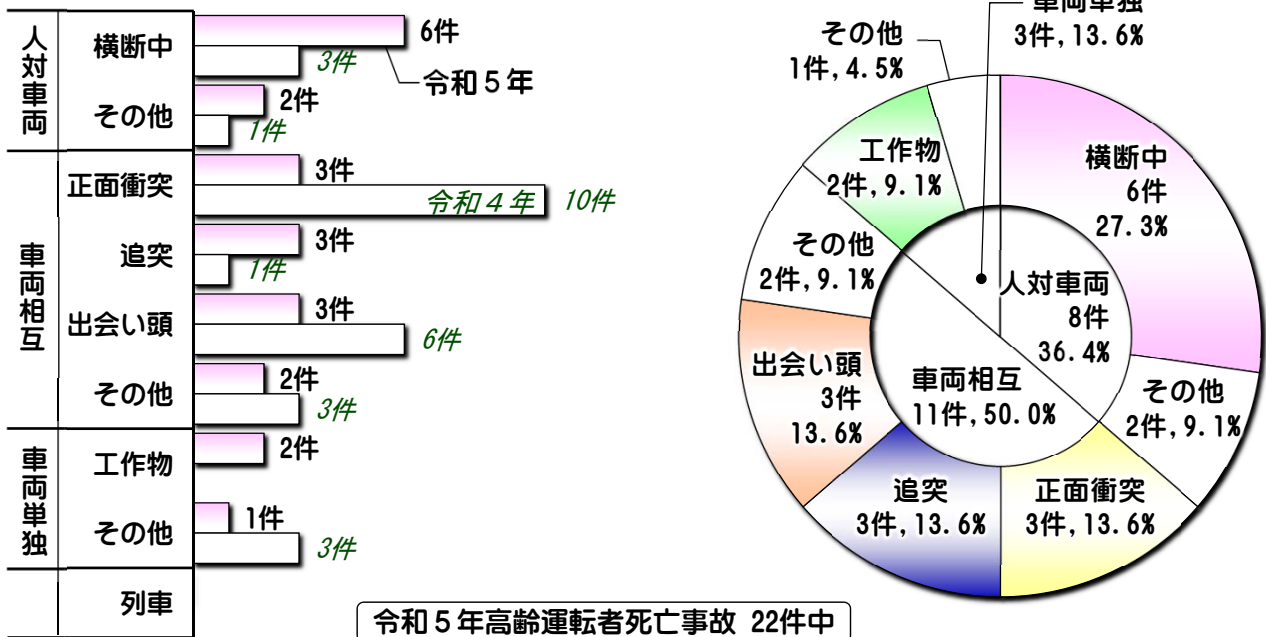 人対車両
横断中
6件
3件
令和5年
その他
2件
1件
車両相互
正面衝突
3件
令和4年
10件
追突
3件
1件
出会い頭
3件
6件
その他
2件
3件
車両単独
工作物
2件
その他
1件
3件
列車
令和5年高齢運転者死亡事故 22件中
車両単独
3件, 13.6%
その他
1件, 4.5%
工作物
2件, 9.1%
その他
2件, 9.1%
出会い頭
3件
13.6%
追突
3件, 13.6%
正面衝突
3件, 13.6%
その他
2件, 9.1%
横断中
6件
27.3%
人対車両
8件
36.4%
車両相互
11件, 50.0%